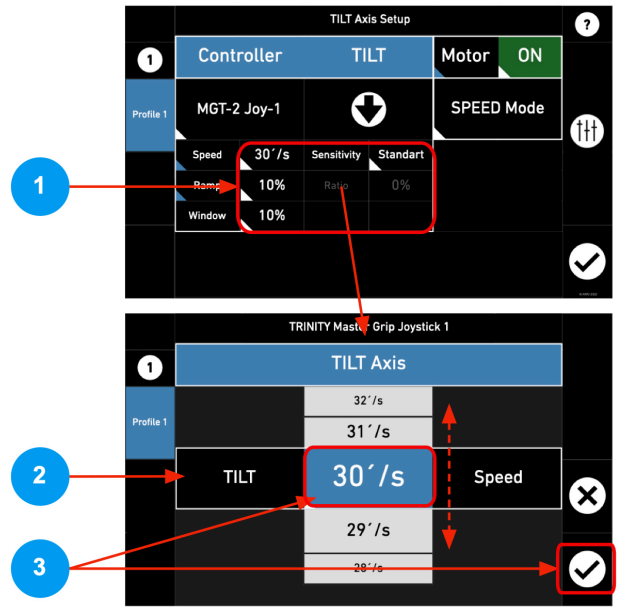 TILT Axis Setup
?
1
Controller TILT Motor ON
Profile 1
MGT-2 Joy-1 SPEED Mode
Speed 30´/s Sensitivity Standart
1
Ramp 10% Ratio 0%
Window 10%
TRINITY Master Grip Joystick 1
1
TILT Axis
32´/s
Profile 1
31´/s
2
TILT 30´/s Speed
29´/s
3
28´/s